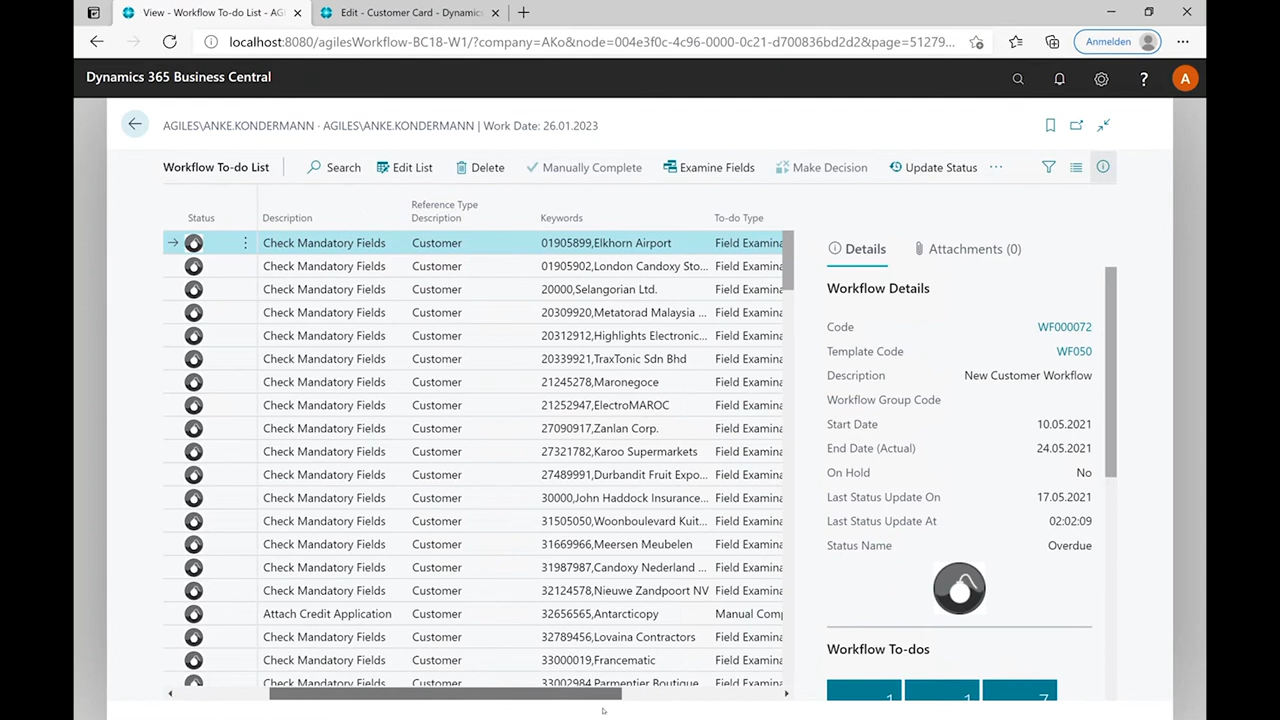 View - Workflow To-do List - AGI
Edit - Customer Card - Dynamics
localhost:8080/agilesWorkflow-BC18-W1/?company=AKo&node=004e3f0c-4c96-0000-0c21-d700836bd2d2&page=51279...
Anmelden
Dynamics 365 Business Central
?
A
AGILES\ANKE.KONDERMANN · AGILES\ANKE.KONDERMANN | Work Date: 26.01.2023
Workflow To-do List
Search
Edit List
Delete
Manually Complete
Examine Fields
Make Decision
Update Status
Status Description Reference Type Description Keywords To-do Type
Check Mandatory Fields Customer 01905899,Elkhorn Airport Field Examina
Check Mandatory Fields Customer 01905902,London Candoxy Sto... Field Examina
Check Mandatory Fields Customer 20000,Selangorian Ltd. Field Examina
Check Mandatory Fields Customer 20309920,Metatorad Malaysia ... Field Examina
Check Mandatory Fields Customer 20312912,Highlights Electronic... Field Examina
Check Mandatory Fields Customer 20339921,TraxTonic Sdn Bhd Field Examina
Check Mandatory Fields Customer 21245278,Maronegoce Field Examina
Check Mandatory Fields Customer 21252947,ElectroMAROC Field Examina
Check Mandatory Fields Customer 27090917,Zanlan Corp. Field Examina
Check Mandatory Fields Customer 27321782,Karoo Supermarkets Field Examina
Check Mandatory Fields Customer 27489991,Durbandit Fruit Expo... Field Examina
Check Mandatory Fields Customer 30000,John Haddock Insurance... Field Examina
Check Mandatory Fields Customer 31505050,Woonboulevard Kuit... Field Examina
Check Mandatory Fields Customer 31669966,Meersen Meubelen Field Examina
Check Mandatory Fields Customer 31987987,Candoxy Nederland ... Field Examina
Check Mandatory Fields Customer 32124578,Nieuwe Zandpoort NV Field Examina
Attach Credit Application Customer 32656565,Antarcticopy Manual Comp
Check Mandatory Fields Customer 32789456,Lovaina Contractors Field Examina
Check Mandatory Fields Customer 33000019,Francematic Field Examina
Check Mandatory Fields Customer 33002984,Parmentier Boutique Field Examina
Details
Attachments (0)
Workflow Details
Code WF000072
Template Code WF050
Description New Customer Workflow
Workflow Group Code
Start Date 10.05.2021
End Date (Actual) 24.05.2021
On Hold No
Last Status Update On 17.05.2021
Last Status Update At 02:02:09
Status Name Overdue
Workflow To-dos
1 1 7